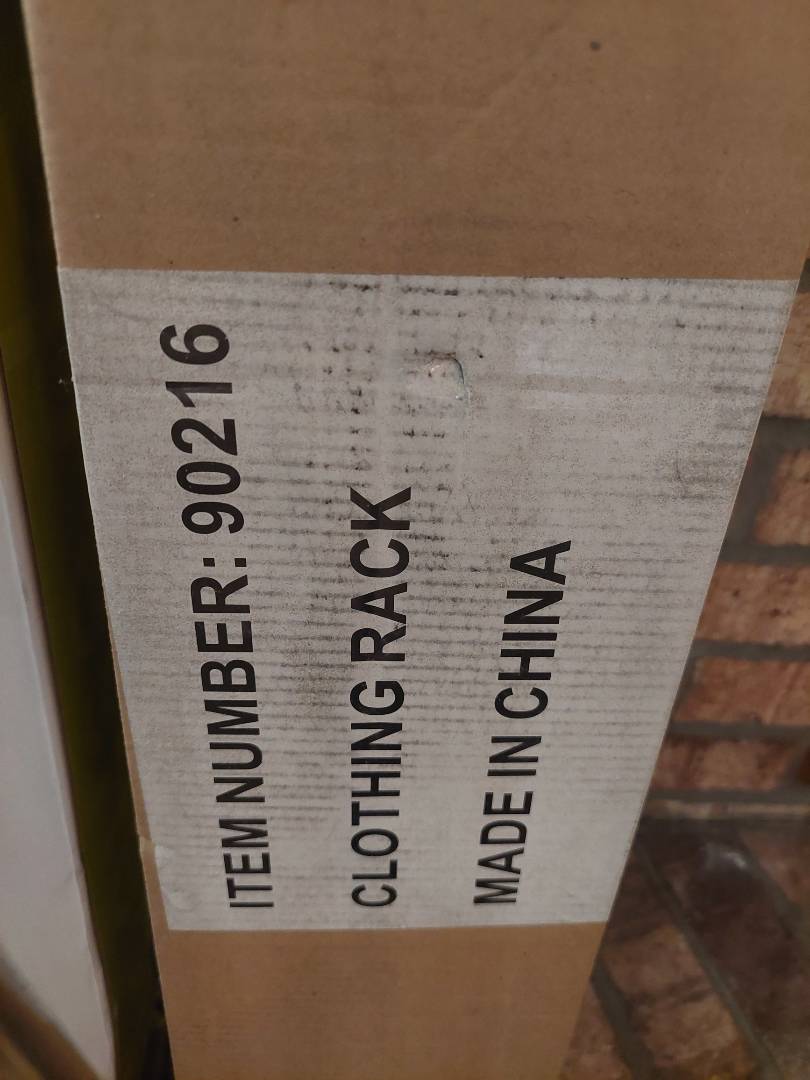 ITEM NUMBER: 90216
CLOTHING RACK
MADE IN CHINA